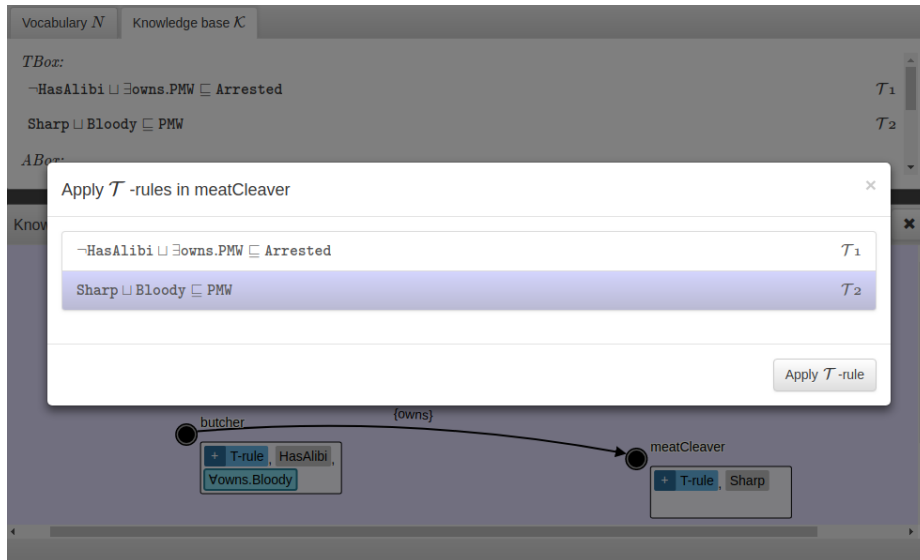 Vocabulary N Knowledge base K
TBox:
¬HasAlibi ⊔ ∃owns.PMW ⊑ Arrested T1
Sharp ⊔ Bloody ⊑ PMW T2
ABox:
Apply T -rules in meatCleaver ×
Know
¬HasAlibi ⊔ ∃owns.PMW ⊑ Arrested T1
Sharp ⊔ Bloody ⊑ PMW T2
Apply T -rule
{owns}
butcher
+ T-rule , HasAlibi ,
∀owns.Bloody
meatCleaver
+ T-rule , Sharp